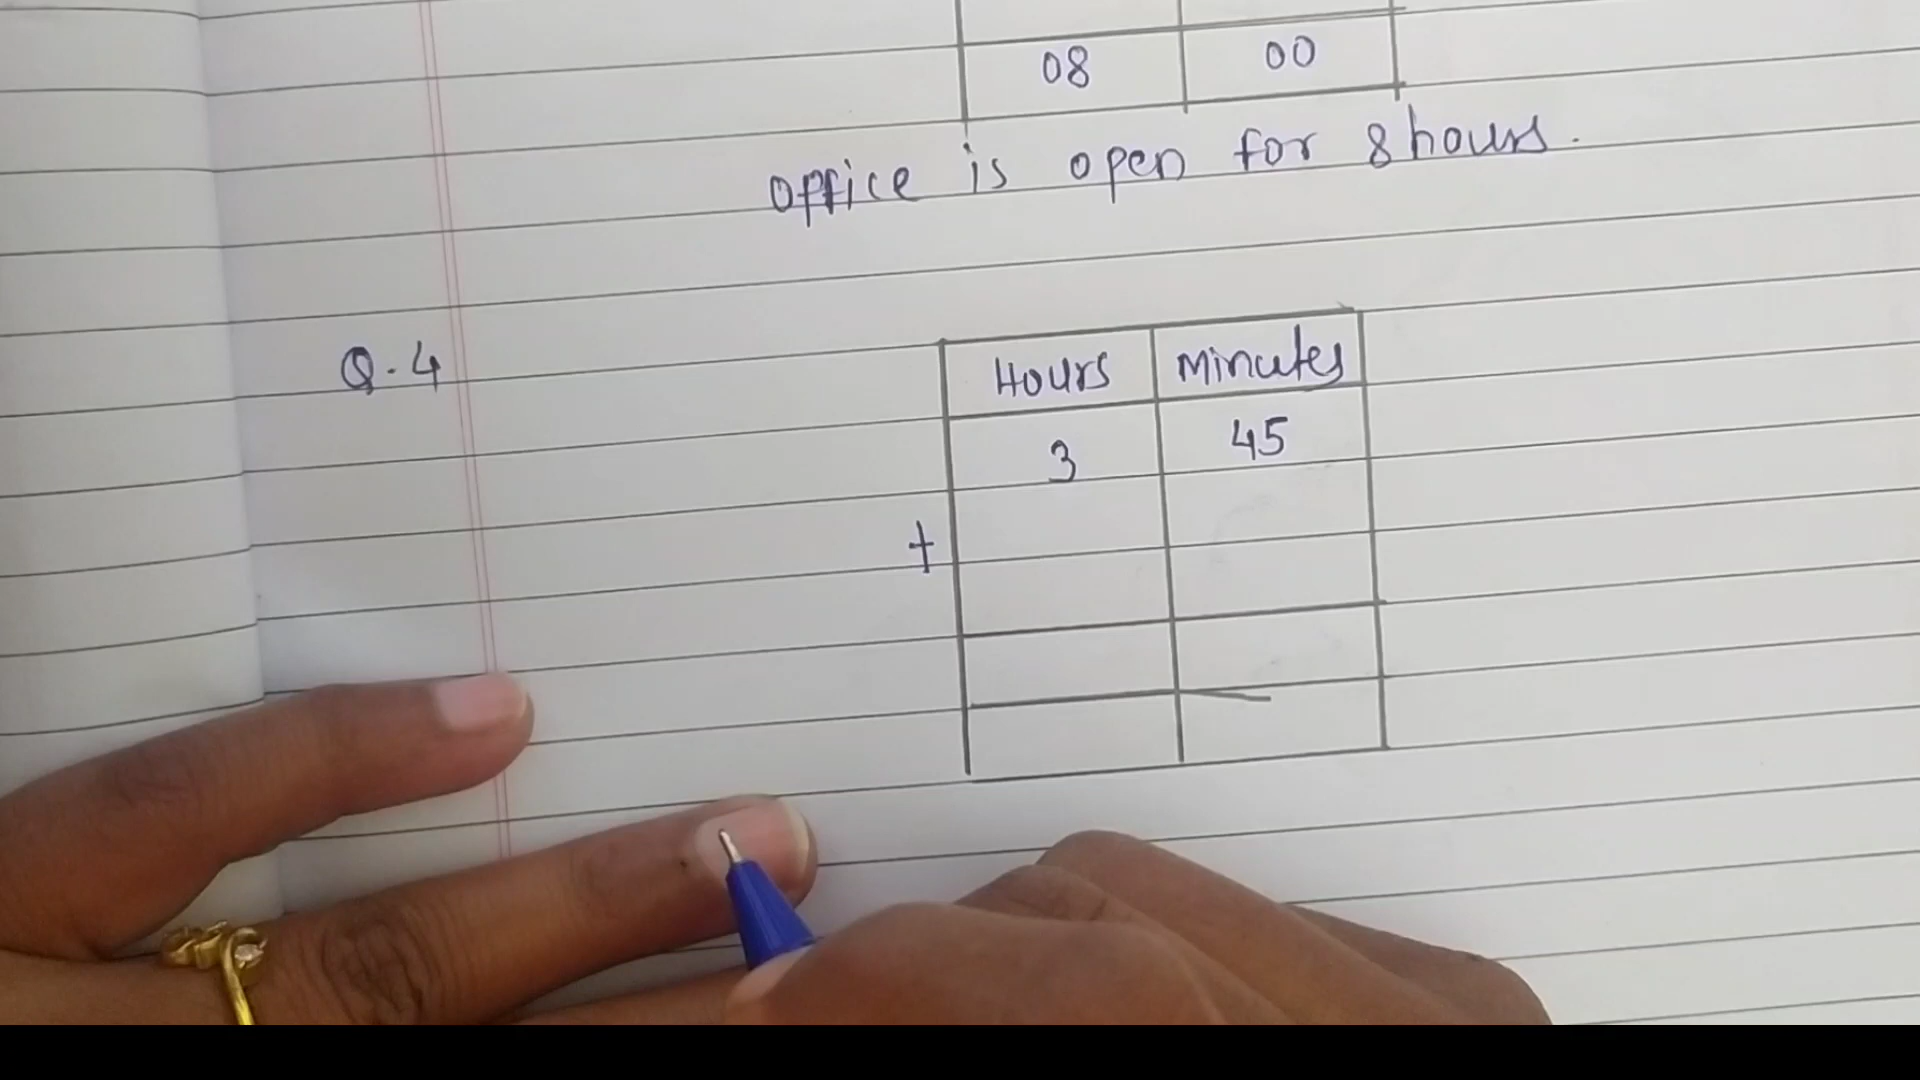 08 00
office is open for 8 hours.
Q.4
Hours Minutes
3 45
+